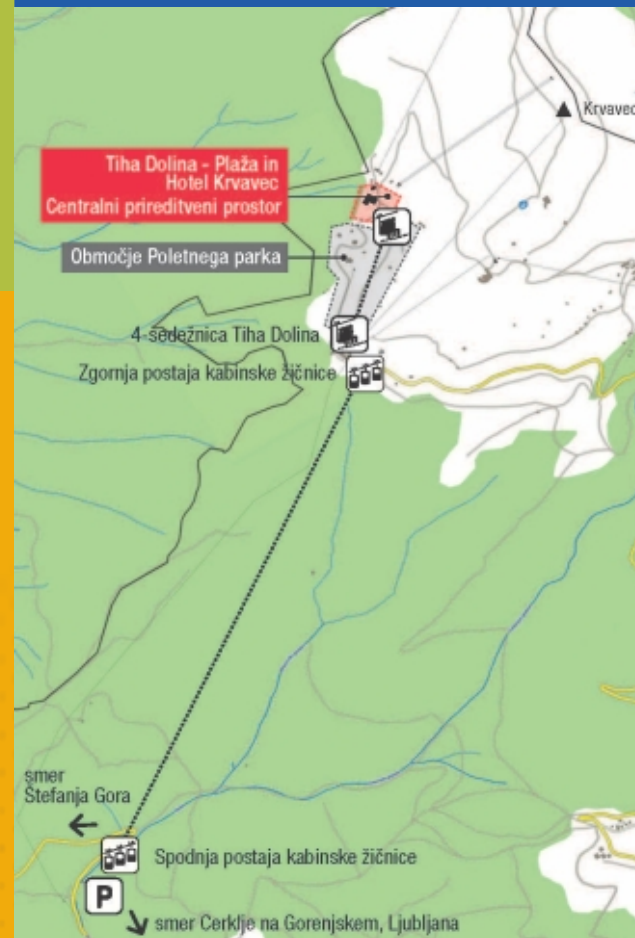 Krvavec
Tiha Dolina - Plaža in
Hotel Krvavec
Centralni prireditveni prostor
Območje Poletnega parka
4-sedežnica Tiha Dolina
Zgornja postaja kabinske žičnice
smer
Štefanja Gora
Spodnja postaja kabinske žičnice
P
smer Cerklje na Gorenjskem, Ljubljana